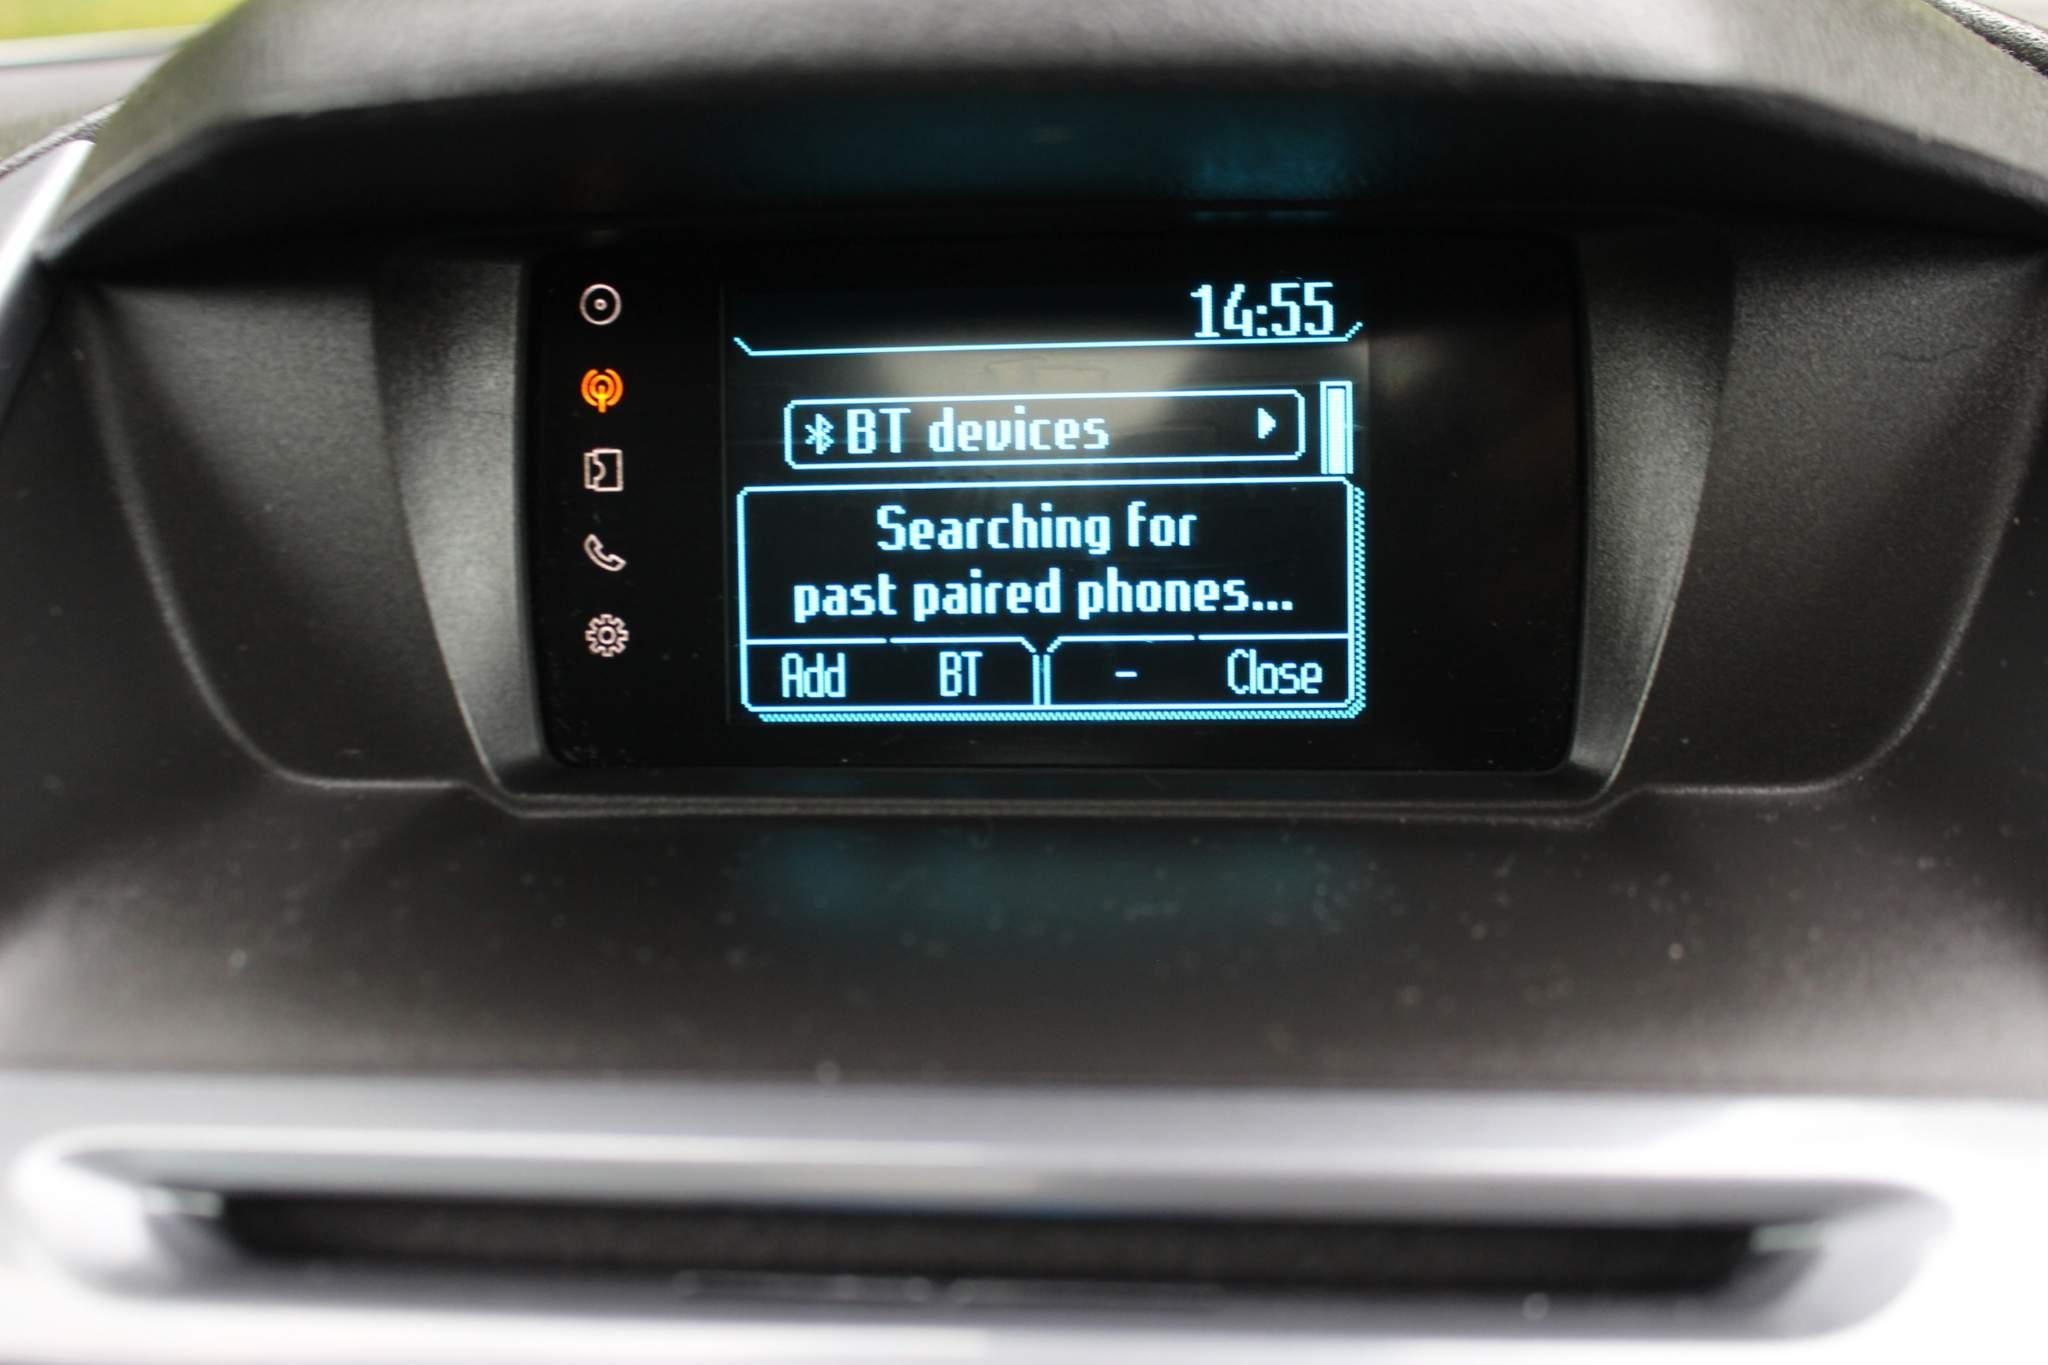 14:55
BT devices
Searching for
past paired phones...
Add BT - Close